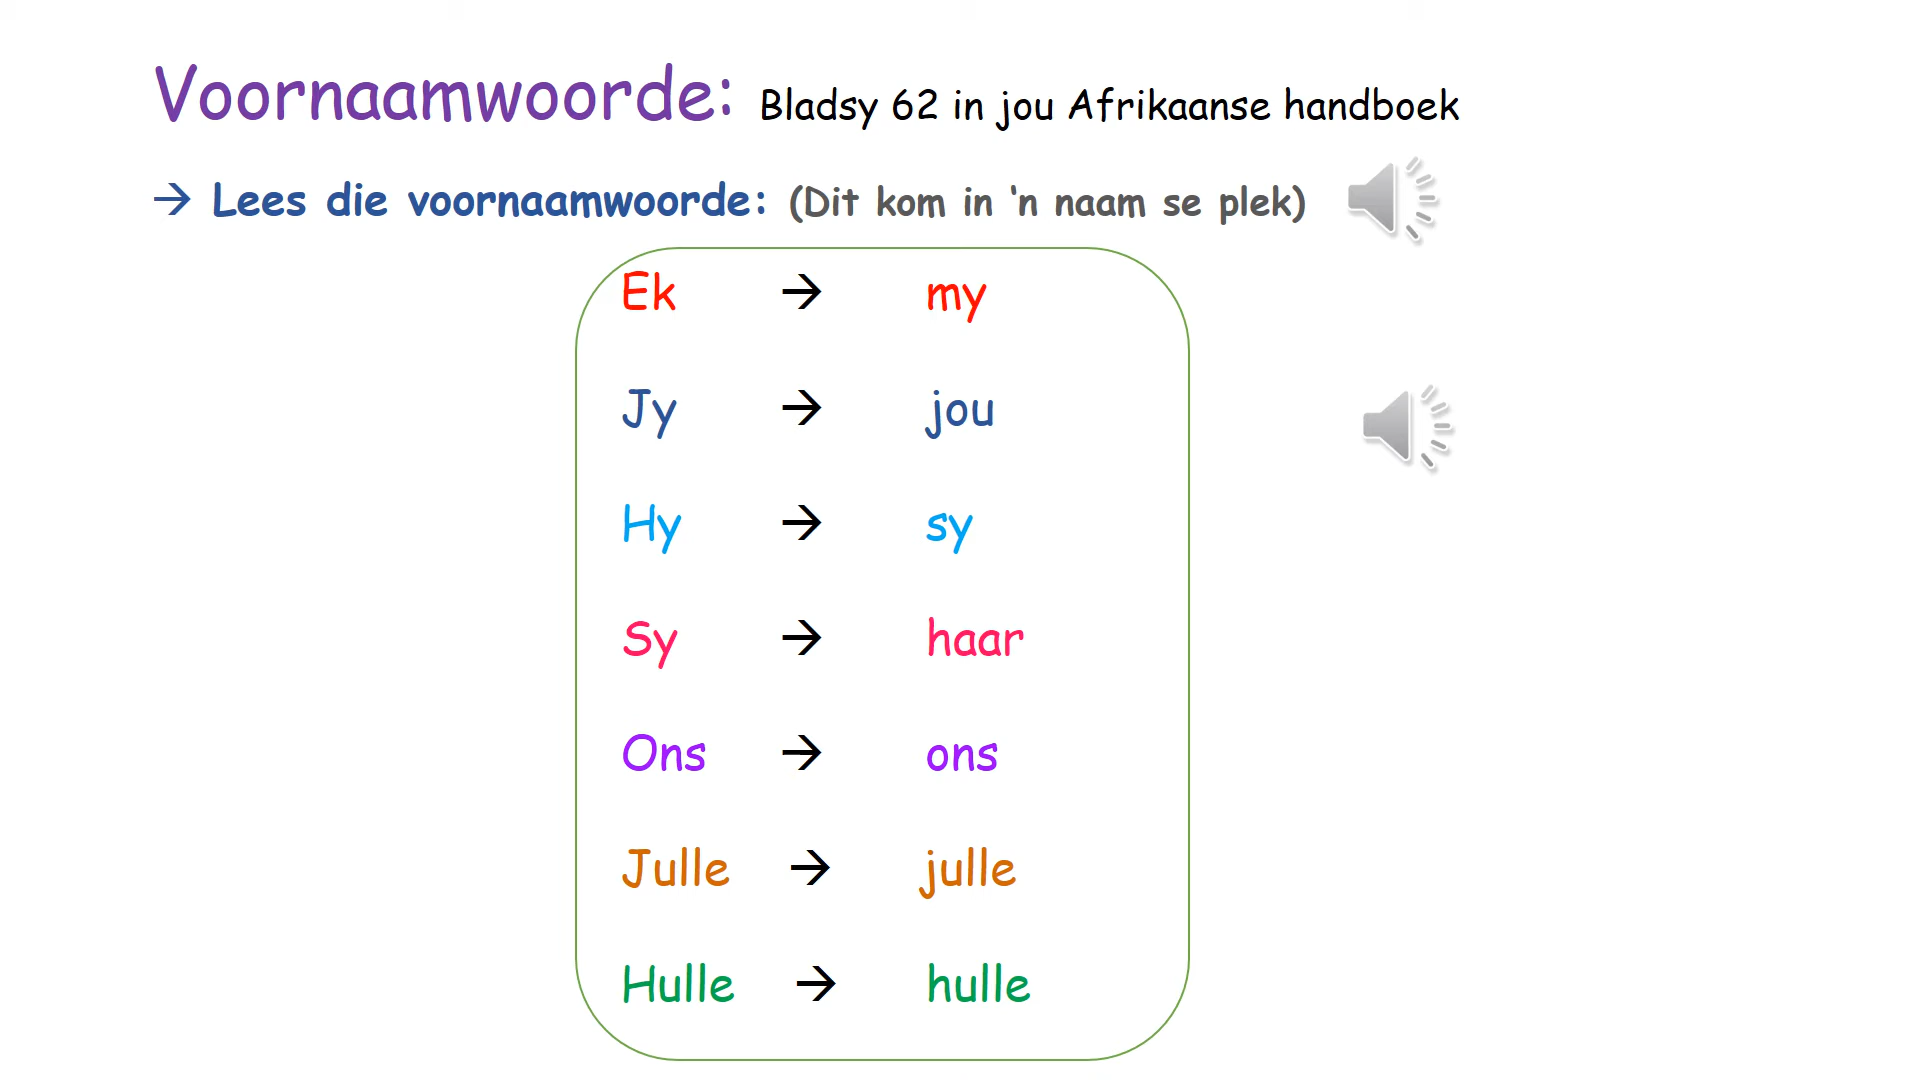 Voornaamwoorde: Bladsy 62 in jou Afrikaanse handboek
→ Lees die voornaamwoorde: (Dit kom in ‘n naam se plek)
Ek → my
Jy → jou
Hy → sy
Sy → haar
Ons → ons
Julle → julle
Hulle → hulle